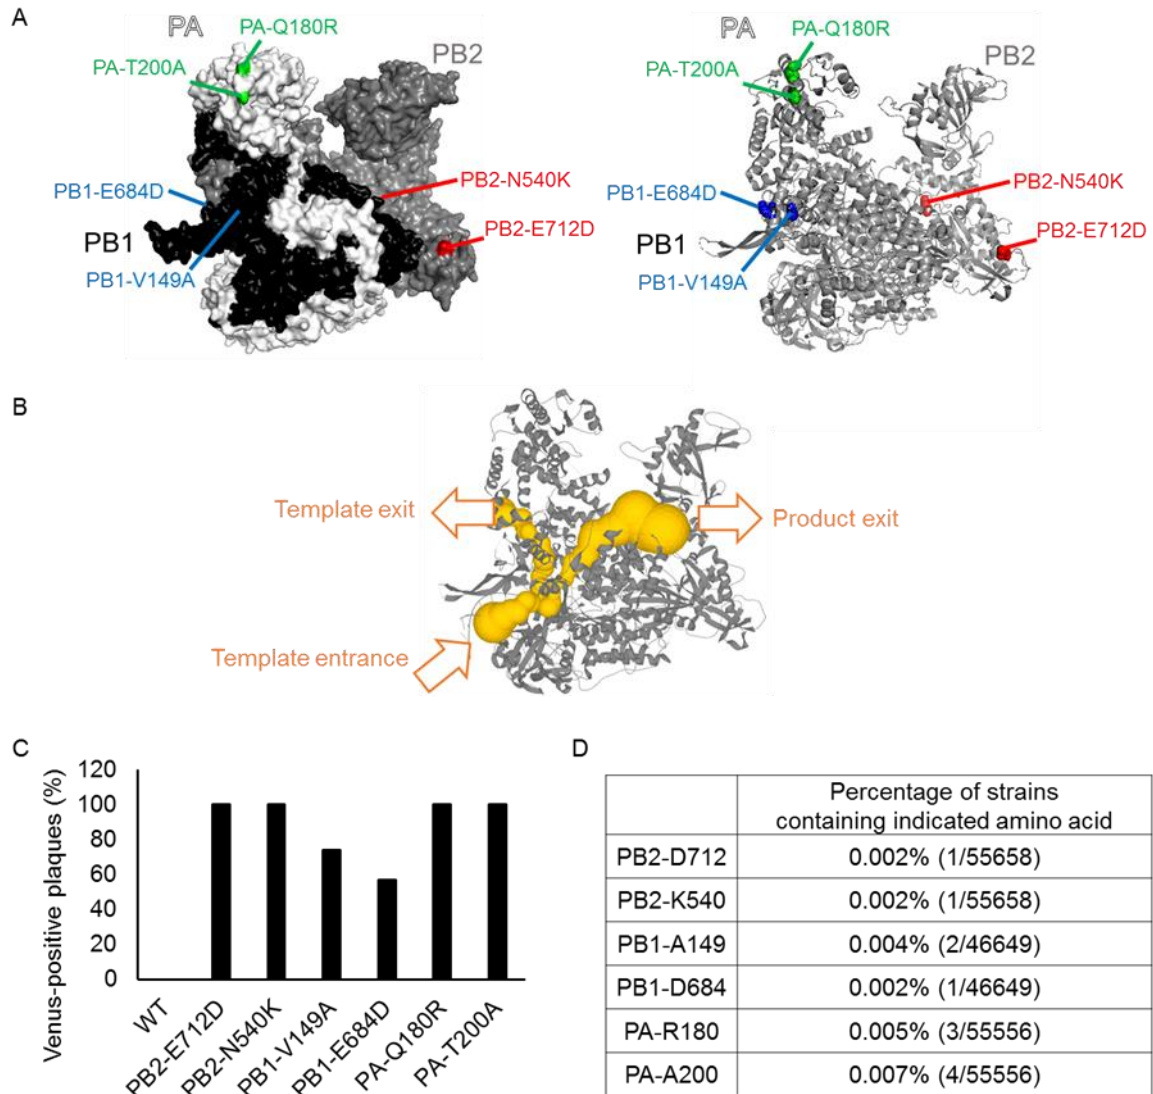 A
PA
PA-Q180R
PB2
PA-T200A
PB1-E684D
PB2-N540K
PB1
PB2-E712D
PB1-V149A
PA
PA-Q180R
PB2
PA-T200A
PB1-E684D
PB2-N540K
PB1
PB2-E712D
PB1-V149A
B
Template exit
Product exit
Template entrance
C
Venus-positive plaques (%)
120
100
80
60
40
20
0
WT
PB2-E712D
PB2-N540K
PB1-V149A
PB1-E684D
PA-Q180R
PA-T200A
D
Percentage of strains
containing indicated amino acid
PB2-D712 0.002% (1/55658)
PB2-K540 0.002% (1/55658)
PB1-A149 0.004% (2/46649)
PB1-D684 0.002% (1/46649)
PA-R180 0.005% (3/55556)
PA-A200 0.007% (4/55556)